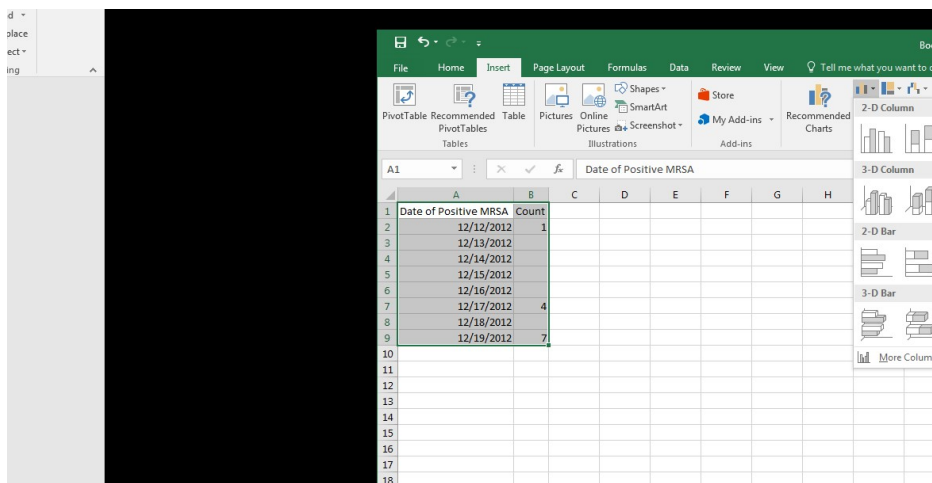 d
place
ect
ing
Boo
File Home Insert Page Layout Formulas Data Review View Tell me what you want to d
PivotTable Recommended PivotTables Table Pictures Online Pictures Shapes SmartArt Screenshot Store My Add-ins Recommended Charts
Tables Illustrations Add-ins
2-D Column
A1 fx Date of Positive MRSA
3-D Column
A B C D E F G H
1 Date of Positive MRSA Count
2 12/12/2012 1
3 12/13/2012
2-D Bar
4 12/14/2012
5 12/15/2012
6 12/16/2012
3-D Bar
7 12/17/2012 4
8 12/18/2012
9 12/19/2012 7
10
More Colum
11
12
13
14
15
16
17
18